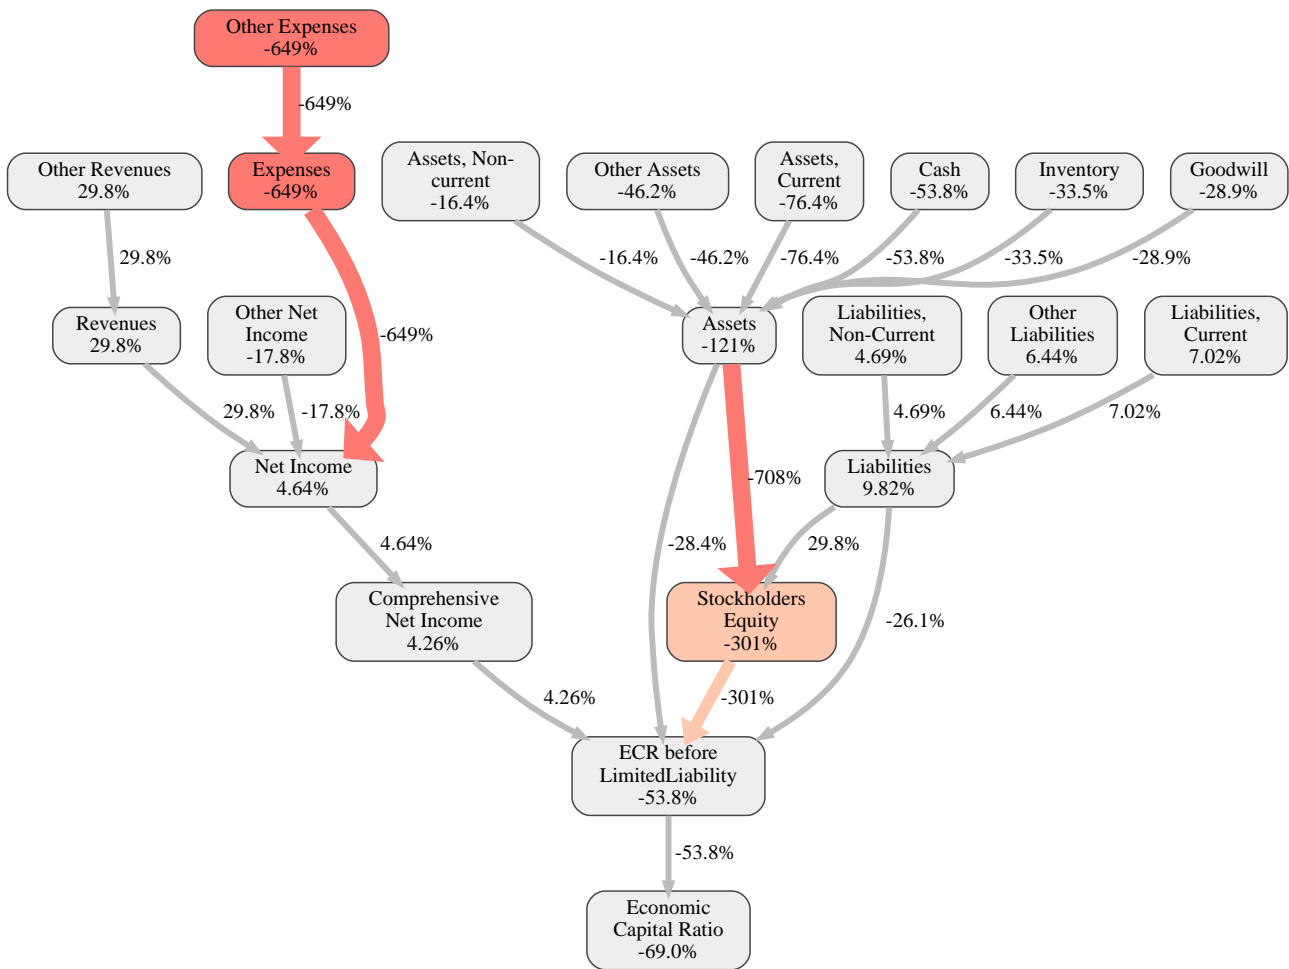 Other Expenses
-649%
-649%
Other Revenues
29.8%
Expenses
-649%
Assets, Non-
current
-16.4%
Other Assets
-46.2%
Assets,
Current
-76.4%
Cash
-53.8%
Inventory
-33.5%
Goodwill
-28.9%
29.8%
-16.4%
-46.2%
-76.4%
-53.8%
-33.5%
-28.9%
Revenues
29.8%
Other Net
Income
-17.8%
-649%
Assets
-121%
Liabilities,
Non-Current
4.69%
Other
Liabilities
6.44%
Liabilities,
Current
7.02%
29.8%
-17.8%
4.69%
6.44%
7.02%
Net Income
4.64%
-708%
Liabilities
9.82%
4.64%
-28.4%
29.8%
Comprehensive
Net Income
4.26%
Stockholders
Equity
-301%
-26.1%
4.26%
-301%
ECR before
LimitedLiability
-53.8%
-53.8%
Economic
Capital Ratio
-69.0%